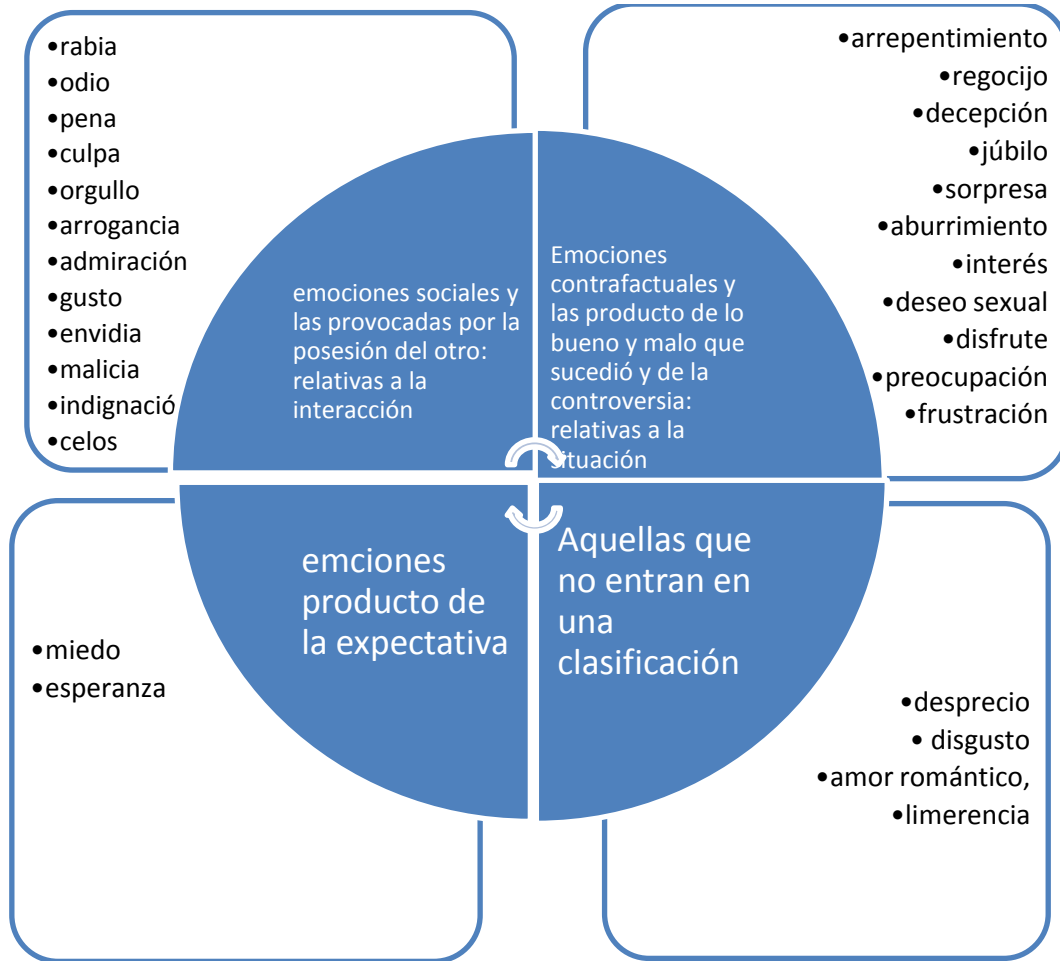 •rabia
•odio
•pena
•culpa
•orgullo
•arrogancia
•admiración
•gusto
•envidia
•malicia
•indignació
•celos
emociones sociales y
las provocadas por la
posesión del otro:
relativas a la
interacción
•arrepentimiento
•regocijo
•decepción
•júbilo
•sorpresa
•aburrimiento
•interés
•deseo sexual
•disfrute
•preocupación
•frustración
Emociones
contrafactuales y
las producto de lo
bueno y malo que
sucedió y de la
controversia:
relativas a la
situación
•miedo
•esperanza
emciones
producto de
la expectativa
Aquellas que
no entran en
una
clasificación
•desprecio
• disgusto
•amor romántico,
•limerencia